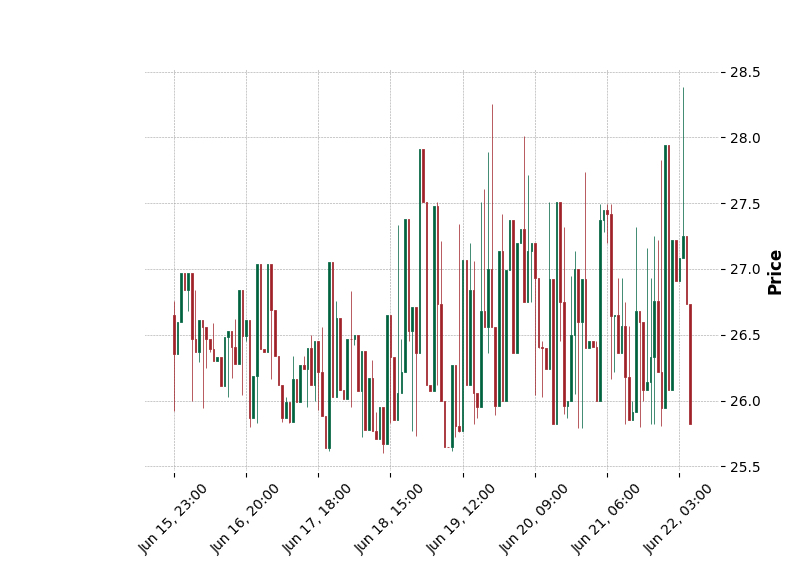 28.5
28.0
27.5
27.0
26.5
26.0
25.5
Price
Jun 15, 23:00
Jun 16, 20:00
Jun 17, 18:00
Jun 18, 15:00
Jun 19, 12:00
Jun 20, 09:00
Jun 21, 06:00
Jun 22, 03:00